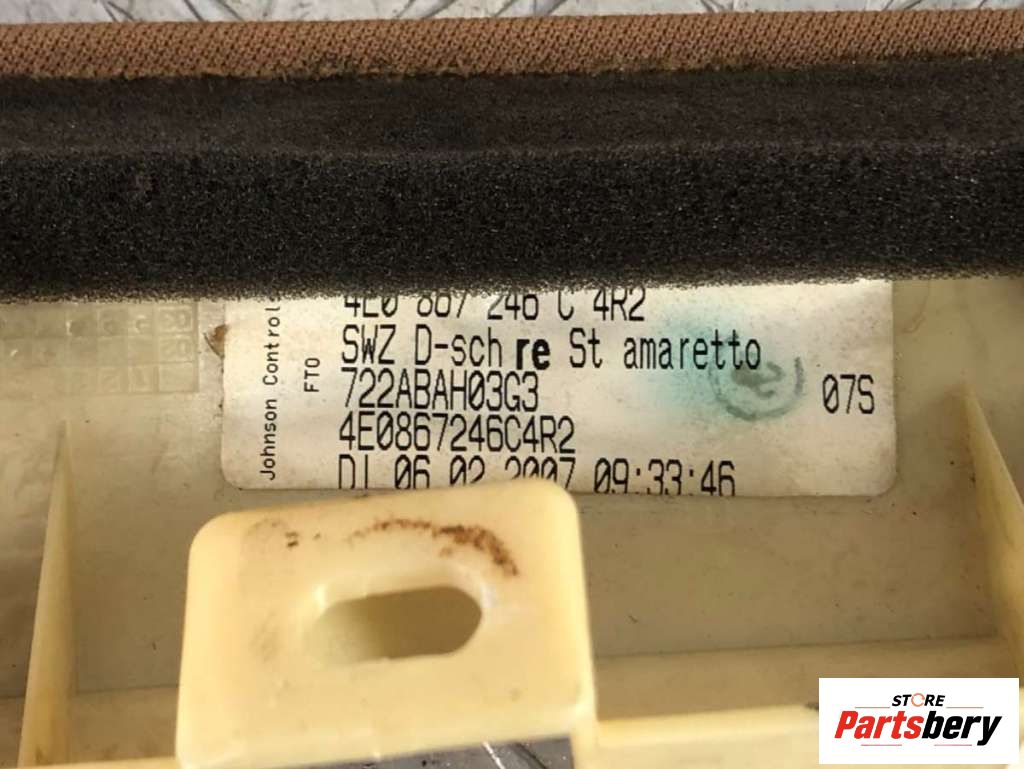 Johnson Controls
FTO
4E0 867 246 C 4R2
SWZ D-sch re St amaretto
722ABAH03G3
07S
4E0867246C4R2
DI 06.02.2007 09:33:46
STORE
Partsbery